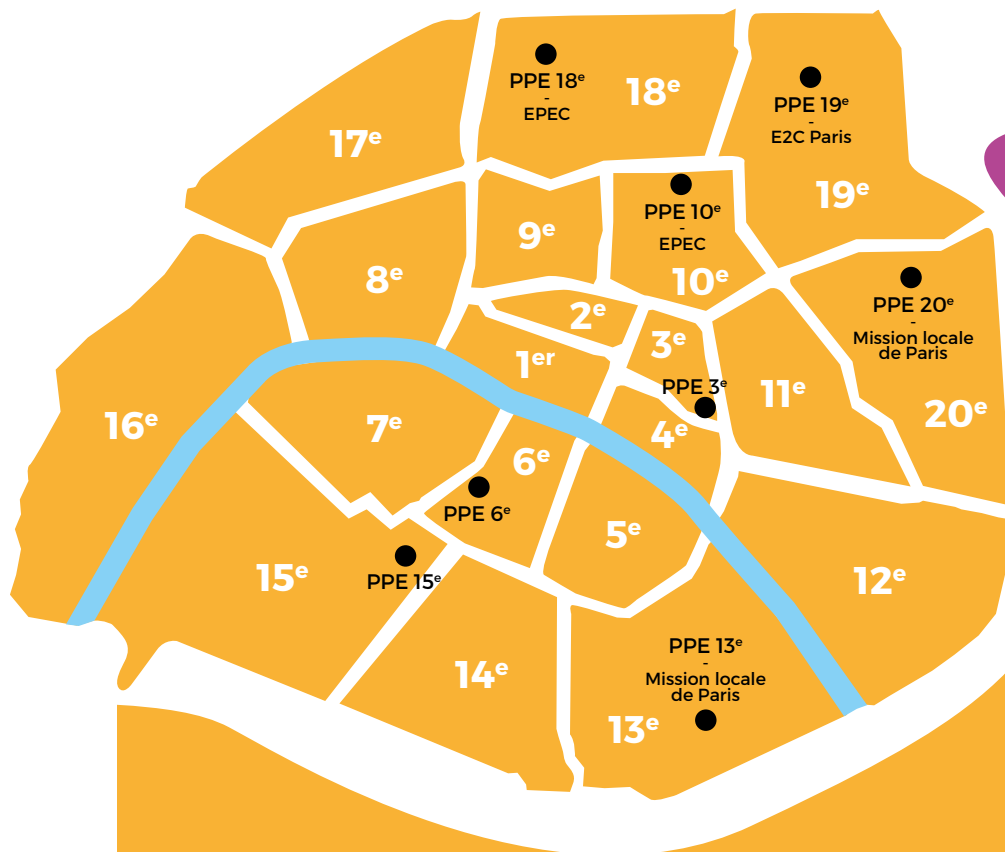 PPE 18ᵉ
-
EPEC
18ᵉ
PPE 19ᵉ
-
E2C Paris
19ᵉ
17ᵉ
PPE 10ᵉ
-
EPEC
10ᵉ
9ᵉ
8ᵉ
2ᵉ
PPE 20ᵉ
-
Mission locale
de Paris
20ᵉ
1ᵉʳ
3ᵉ
PPE 3ᵉ
11ᵉ
16ᵉ
7ᵉ
4ᵉ
6ᵉ
PPE 6ᵉ
5ᵉ
15ᵉ
PPE 15ᵉ
12ᵉ
14ᵉ
PPE 13ᵉ
-
Mission locale
de Paris
13ᵉ